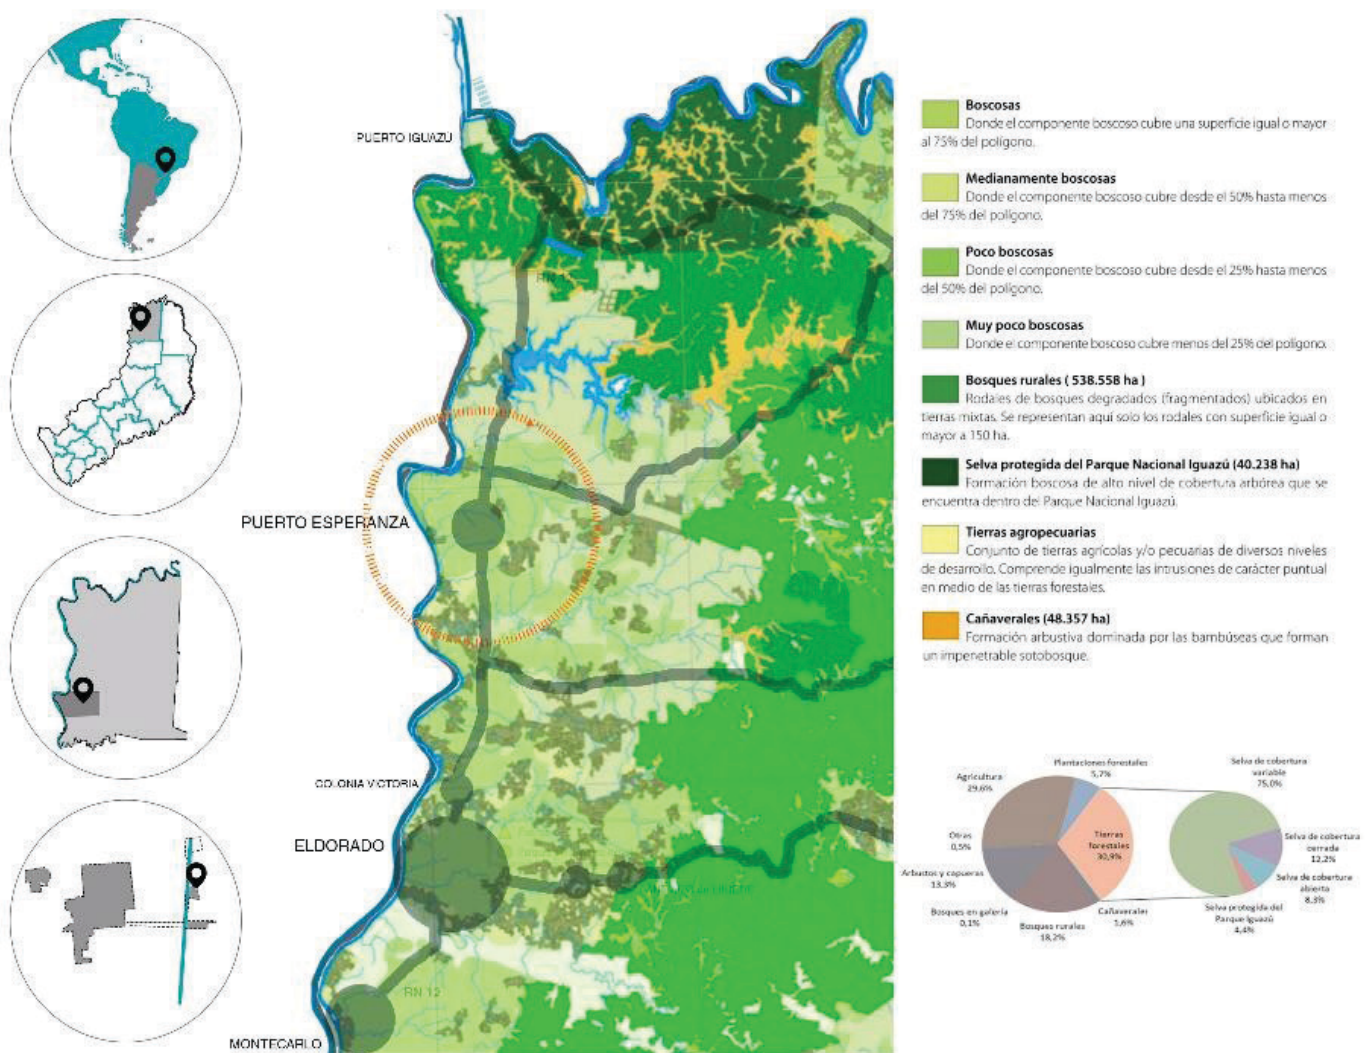 PUERTO IGUAZÚ
PUERTO ESPERANZA
COLONIA VICTORIA
ELDORADO
RN 12
MONTECARLO
Boscosas
Donde el componente boscoso cubre una superficie igual o mayor
al 75% del polígono.
Medianamente boscosas
Donde el componente boscoso cubre desde el 50% hasta menos
del 75% del polígono.
Poco boscosas
Donde el componente boscoso cubre desde el 25% hasta menos
del 50% del polígono.
Muy poco boscosas
Donde el componente boscoso cubre menos del 25% del polígono.
Bosques rurales ( 538.558 ha )
Rodales de bosques degradados (fragmentados) ubicados en
tierras mixtas. Se representan aquí solo los rodales con superficie igual o
mayor a 150 ha.
Selva protegida del Parque Nacional Iguazú (40.238 ha)
Formación boscosa de alto nivel de cobertura arbórea que se
encuentra dentro del Parque Nacional Iguazú.
Tierras agropecuarias
Conjunto de tierras agrícolas y/o pecuarias de diversos niveles
de desarrollo. Comprende igualmente las intrusiones de carácter puntual
en medio de las tierras forestales.
Cañaverales (48.357 ha)
Formación arbustiva dominada por las bambúseas que forman
un impenetrable sotobosque.
Plantaciones forestales
5,7%
Agricultura
29,6%
Otras
0,5%
Arbustos y capueras
13,3%
Bosques en galería
0,1%
Bosques rurales
18,2%
Cañaverales
1,6%
Tierras
forestales
30,9%
Selva de cobertura
variable
75,0%
Selva de cobertura
cerrada
12,2%
Selva de cobertura
abierta
8,3%
Selva protegida del
Parque Iguazú
4,4%